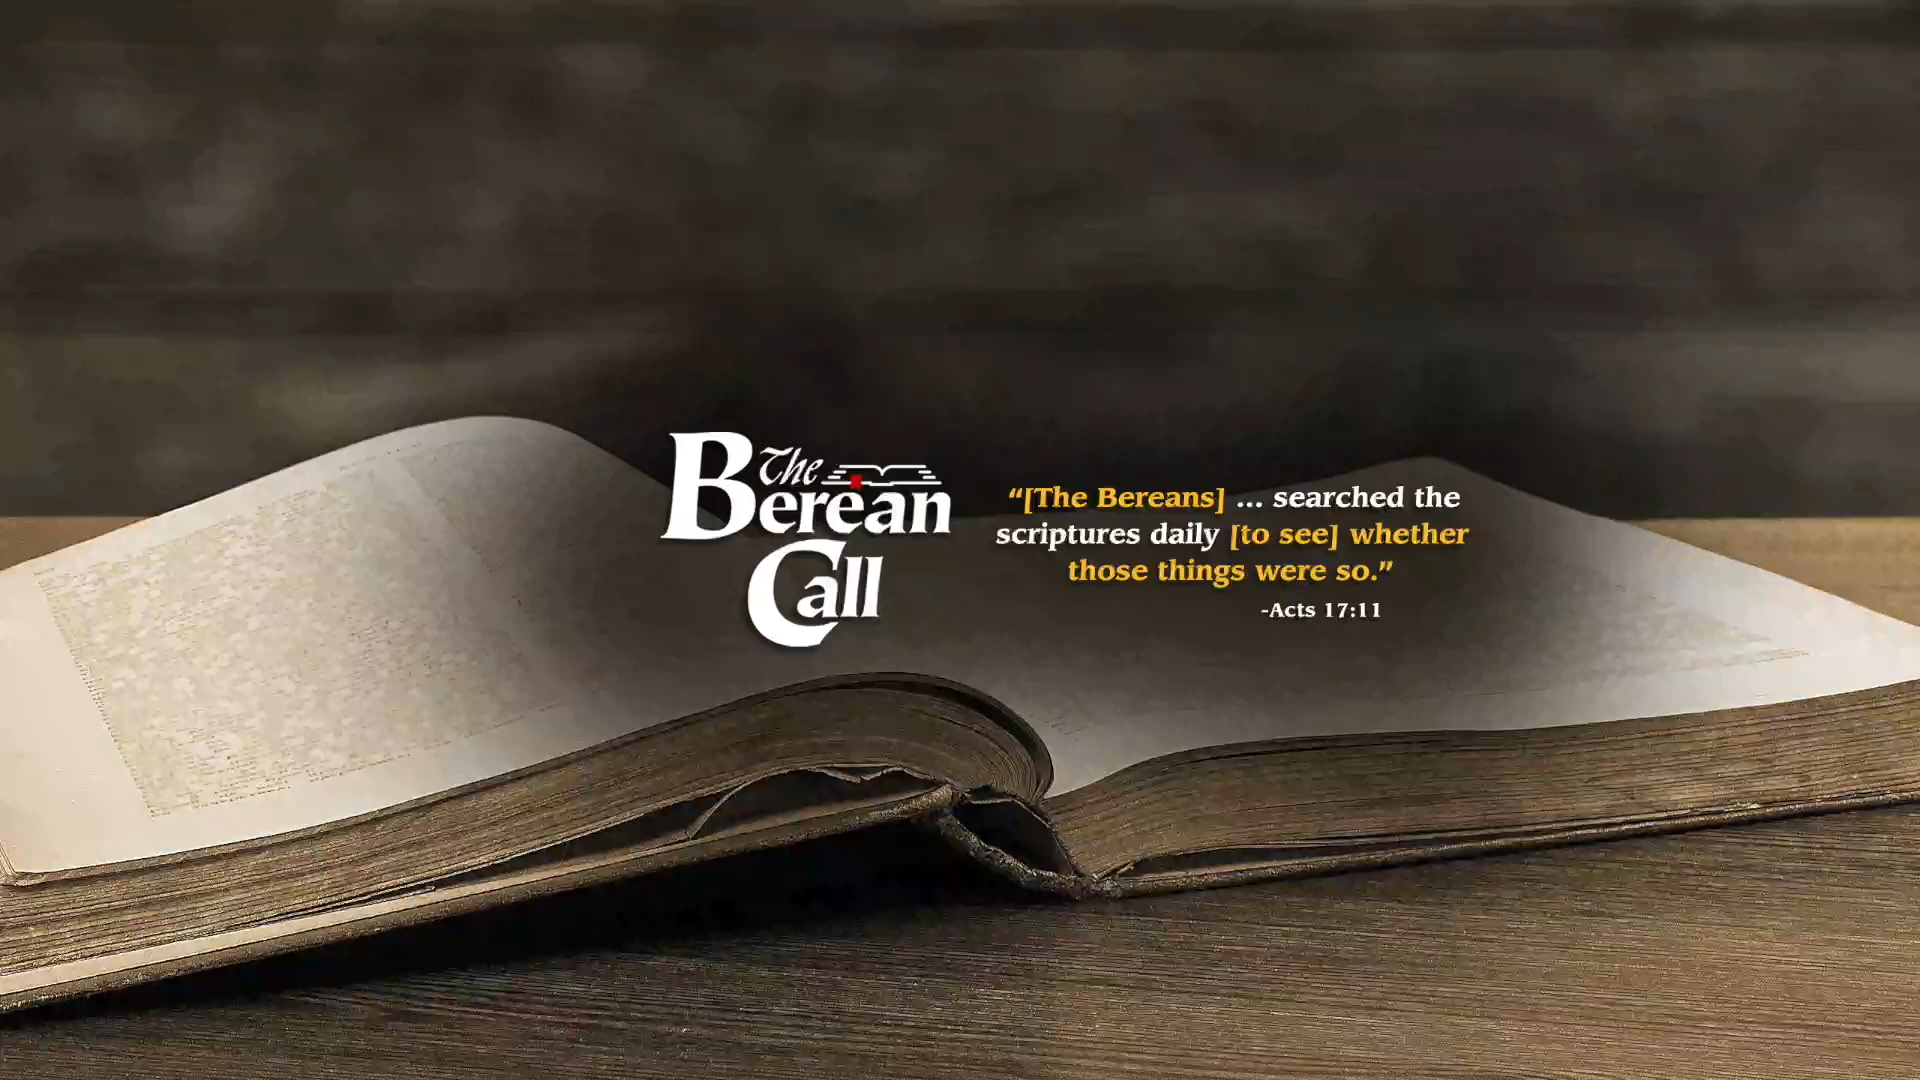 The
Berean
Call
“[The Bereans] ... searched the
scriptures daily [to see] whether
those things were so.”
-Acts 17:11